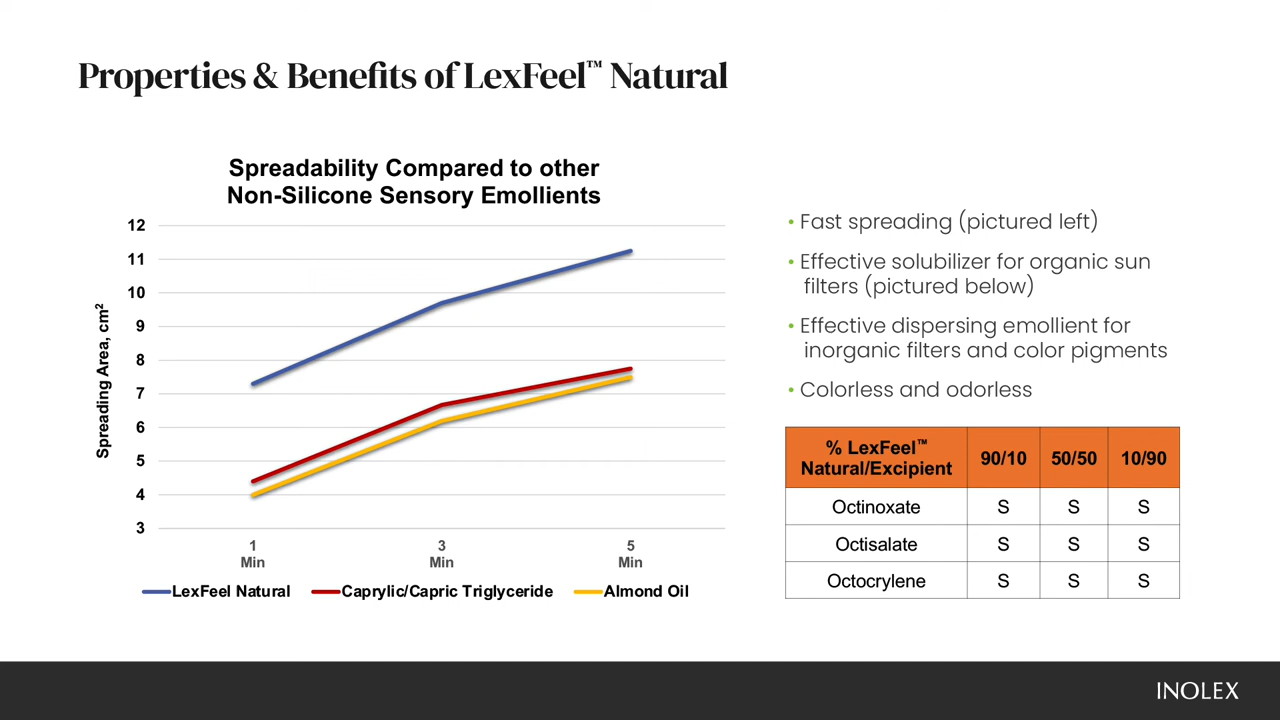 Properties & Benefits of LexFeel™ Natural
Spreadability Compared to other
Non-Silicone Sensory Emollients
Spreading Area, cm²
12
11
10
9
8
7
6
5
4
3
1 Min
3 Min
5 Min
LexFeel Natural
Caprylic/Capric Triglyceride
Almond Oil
• Fast spreading (pictured left)
• Effective solubilizer for organic sun
filters (pictured below)
• Effective dispersing emollient for
inorganic filters and color pigments
• Colorless and odorless
% LexFeel™
Natural/Excipient
90/10
50/50
10/90
Octinoxate S S S
Octisalate S S S
Octocrylene S S S
INOLEX